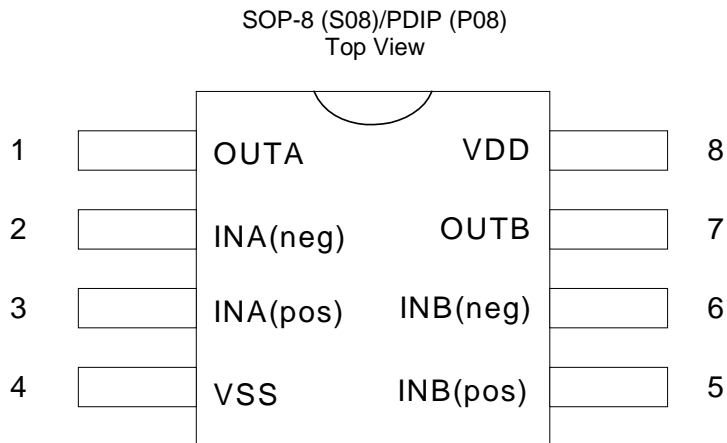 SOP-8 (S08)/PDIP (P08)
Top View
1 OUTA VDD 8
2 INA(neg) OUTB 7
3 INA(pos) INB(neg) 6
4 VSS INB(pos) 5